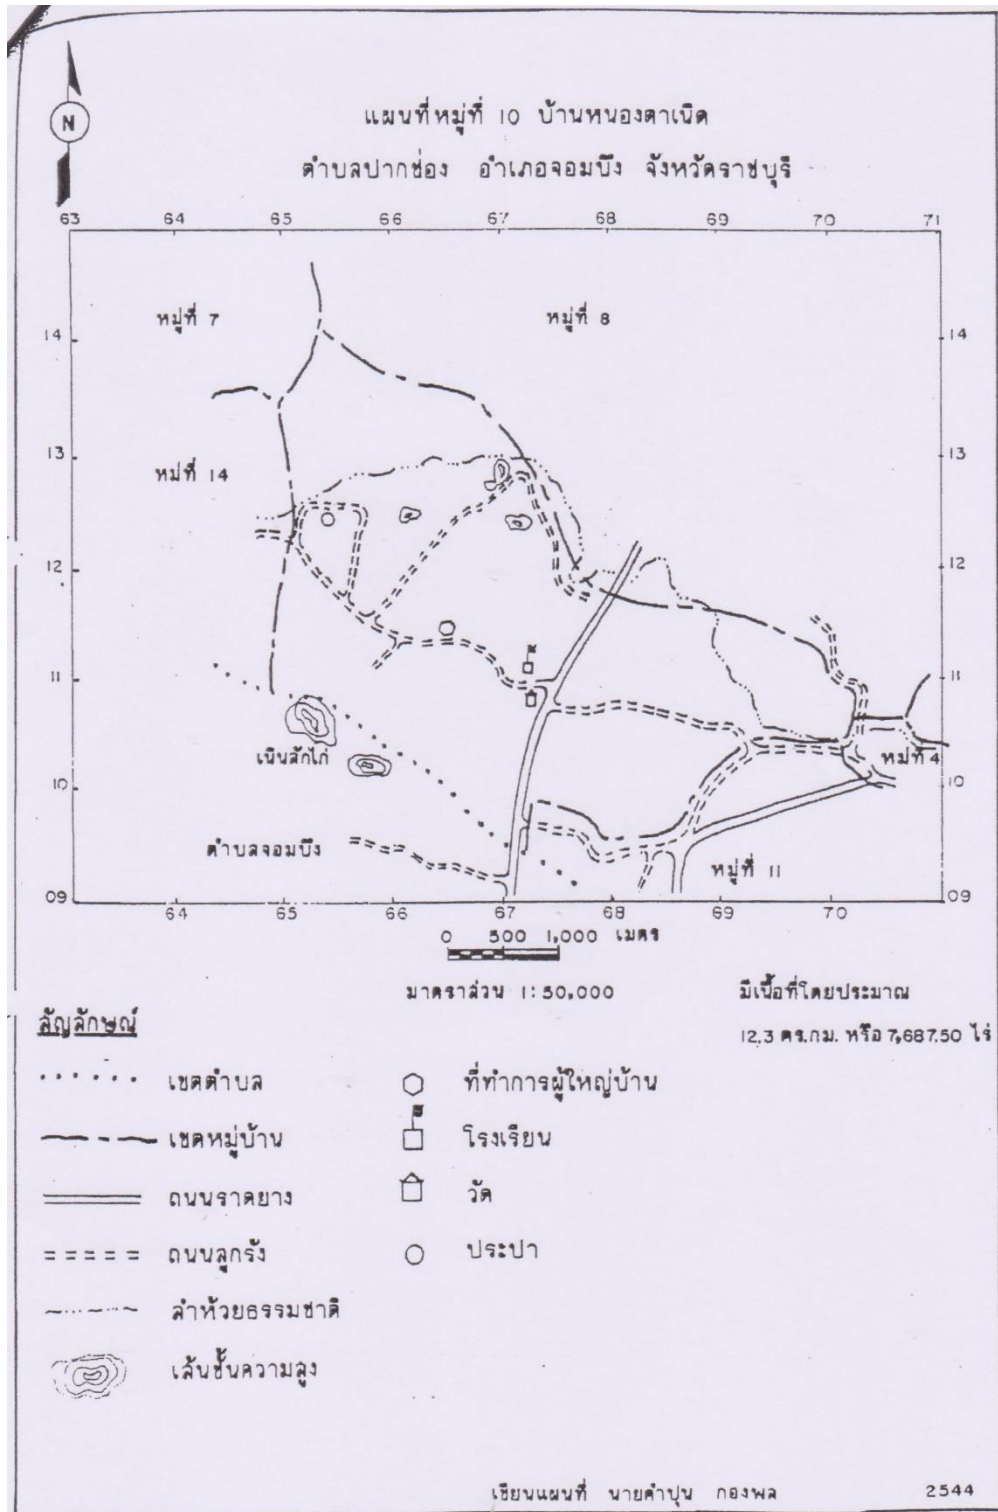 N
แผนที่หมู่ที่ 10 บ้านหนองตาเนิด
ตำบลปากช่อง อำเภอจอมบึง จังหวัดราชบุรี
63 64 65 66 67 68 69 70 71
หมู่ที่ 7
หมู่ที่ 8
14 14
13 13
หมู่ที่ 14
12 12
11 11
เนินลักไก่
หมู่ที่ 4
10 10
ตำบลจอมบึง
หมู่ที่ 11
09 09
64 65 66 67 68 69 70
0 500 1,000 เมตร
มาตราส่วน 1:50,000
มีเนื้อที่โดยประมาณ
12.3 ตร.กม. หรือ 7,687.50 ไร่
สัญลักษณ์
เขตตำบล
ที่ทำการผู้ใหญ่บ้าน
เขตหมู่บ้าน
โรงเรียน
ถนนราดยาง
วัด
ถนนลูกรัง
ประปา
ลำห้วยธรรมชาติ
เส้นชั้นความสูง
เขียนแผนที่ นายคำปุน กองพล 2544